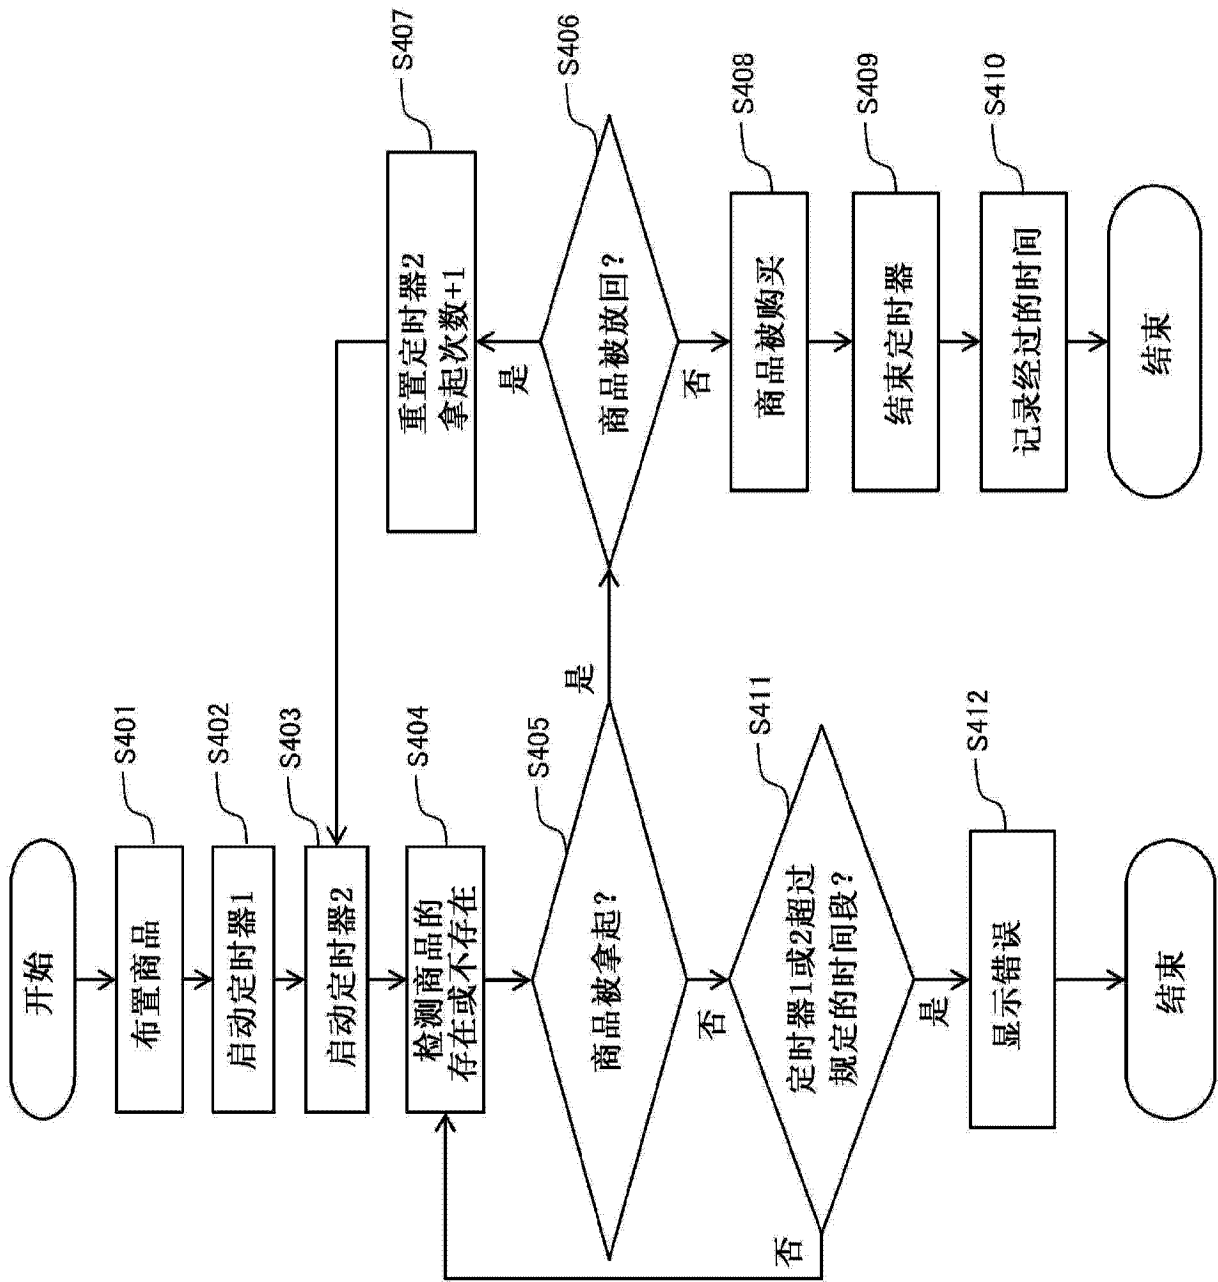 开始
布置商品
S401
启动定时器1
S402
启动定时器2
S403
检测商品的
存在或不存在
S404
商品被拿起？
S405
是
否
商品被放回？
S406
是
否
重置定时器2
拿起次数+1
S407
商品被购买
S408
结束定时器
S409
记录经过的时间
S410
结束
定时器1或2超过
规定的时间段？
S411
否
是
显示错误
S412
结束